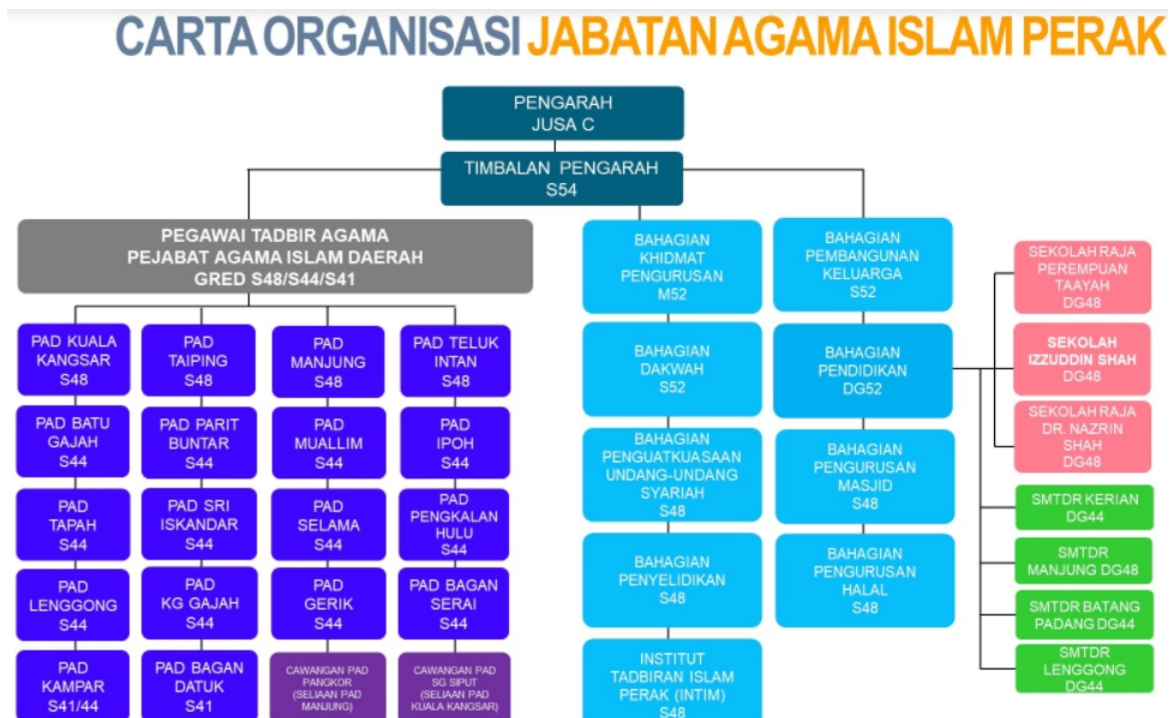 CARTA ORGANISASI JABATAN AGAMA ISLAM PERAK
PENGARAH
JUSA C
TIMBALAN PENGARAH
S54
PEGAWAI TADBIR AGAMA
PEJABAT AGAMA ISLAM DAERAH
GRED S48/S44/S41
PAD KUALA
KANGSAR
S48
PAD BATU
GAJAH
S44
PAD
TAPAH
S44
PAD
LENGGONG
S44
PAD
KAMPAR
S41/44
PAD
TAIPING
S48
PAD PARIT
BUNTAR
S44
PAD SRI
ISKANDAR
S44
PAD
KG GAJAH
S44
PAD BAGAN
DATUK
S41
PAD
MANJUNG
S48
PAD
MUALLIM
S44
PAD
SELAMA
S44
PAD
GERIK
S44
CAWANGAN PAD
PANGKOR
(SELIAAN PAD
MANJUNG)
PAD TELUK
INTAN
S48
PAD
IPOH
S44
PAD
PENGKALAN
HULU
S44
PAD BAGAN
SERAI
S44
CAWANGAN PAD
SG SIPUT
(SELIAAN PAD
KUALA KANGSAR)
BAHAGIAN
KHIDMAT
PENGURUSAN
M52
BAHAGIAN
DAKWAH
S52
BAHAGIAN
PENGUATKUASAAN
UNDANG-UNDANG
SYARIAH
S48
BAHAGIAN
PENYELIDIKAN
S48
INSTITUT
TADBIRAN ISLAM
PERAK (INTIM)
S48
BAHAGIAN
PEMBANGUNAN
KELUARGA
S52
BAHAGIAN
PENDIDIKAN
DG52
BAHAGIAN
PENGURUSAN
MASJID
S48
BAHAGIAN
PENGURUSAN
HALAL
S48
SEKOLAH RAJA
PEREMPUAN
TAAYAH
DG48
SEKOLAH
IZZUDDIN SHAH
DG48
SEKOLAH RAJA
DR. NAZRIN
SHAH
DG48
SMTDR KERIAN
DG44
SMTDR
MANJUNG DG48
SMTDR BATANG
PADANG DG44
SMTDR
LENGGONG
DG44